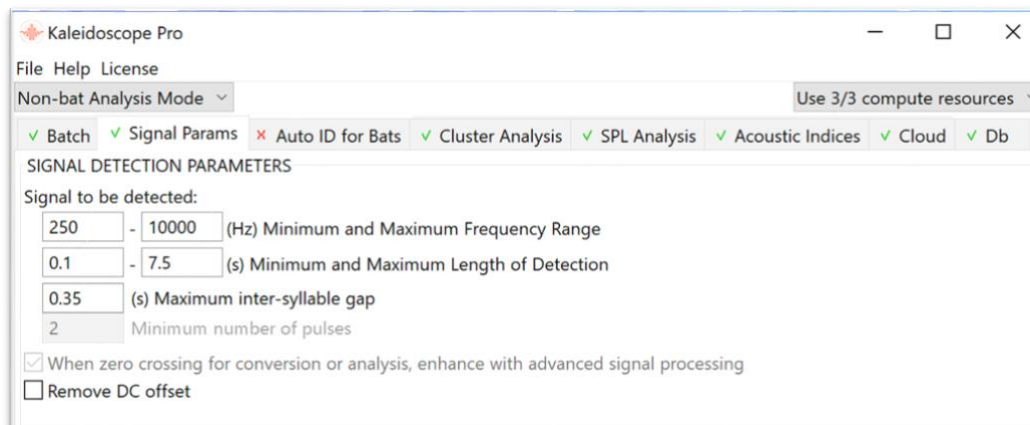 Kaleidoscope Pro
File Help License
Non-bat Analysis Mode Use 3/3 compute resources
Batch Signal Params Auto ID for Bats Cluster Analysis SPL Analysis Acoustic Indices Cloud Db
SIGNAL DETECTION PARAMETERS
Signal to be detected:
250 - 10000 (Hz) Minimum and Maximum Frequency Range
0.1 - 7.5 (s) Minimum and Maximum Length of Detection
0.35 (s) Maximum inter-syllable gap
2 Minimum number of pulses
When zero crossing for conversion or analysis, enhance with advanced signal processing
Remove DC offset